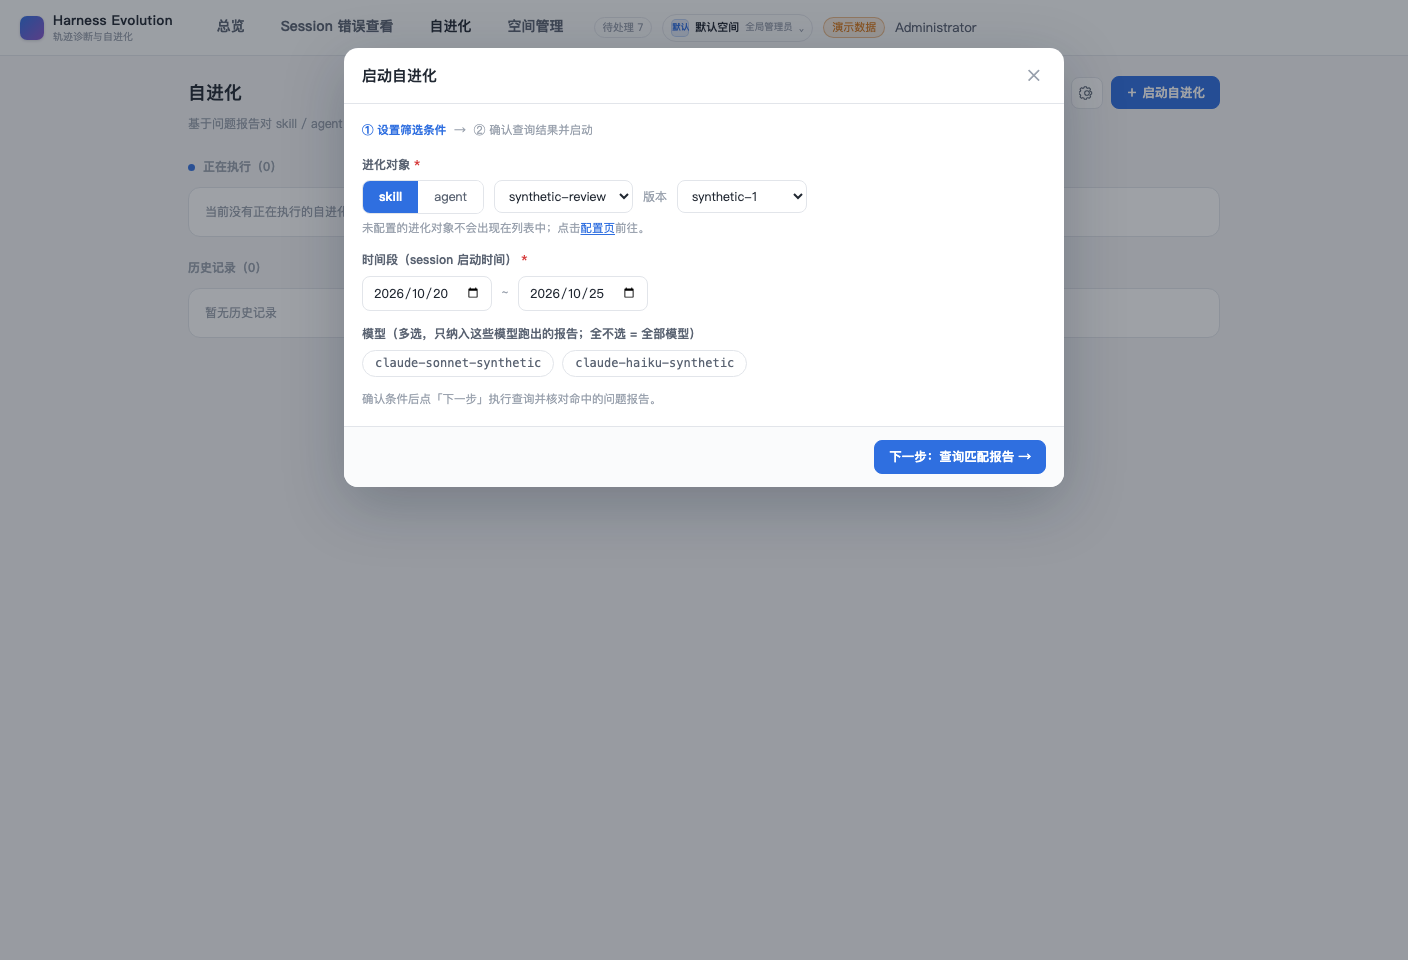 Harness Evolution
轨迹诊断与自进化
总览
Session 错误查看
自进化
空间管理
待处理 7
默认
默认空间
全局管理员
演示数据
Administrator
自进化
基于问题报告对 skill / agent
+ 启动自进化
正在执行（0）
当前没有正在执行的自进化
历史记录（0）
暂无历史记录
启动自进化
① 设置筛选条件 → ② 确认查询结果并启动
进化对象 *
skill
agent
synthetic-review
版本
synthetic-1
未配置的进化对象不会出现在列表中；点击配置页前往。
时间段（session 启动时间） *
2026/10/20 ~ 2026/10/25
模型（多选，只纳入这些模型跑出的报告；全不选 = 全部模型）
claude-sonnet-synthetic
claude-haiku-synthetic
确认条件后点「下一步」执行查询并核对命中的问题报告。
下一步：查询匹配报告 →